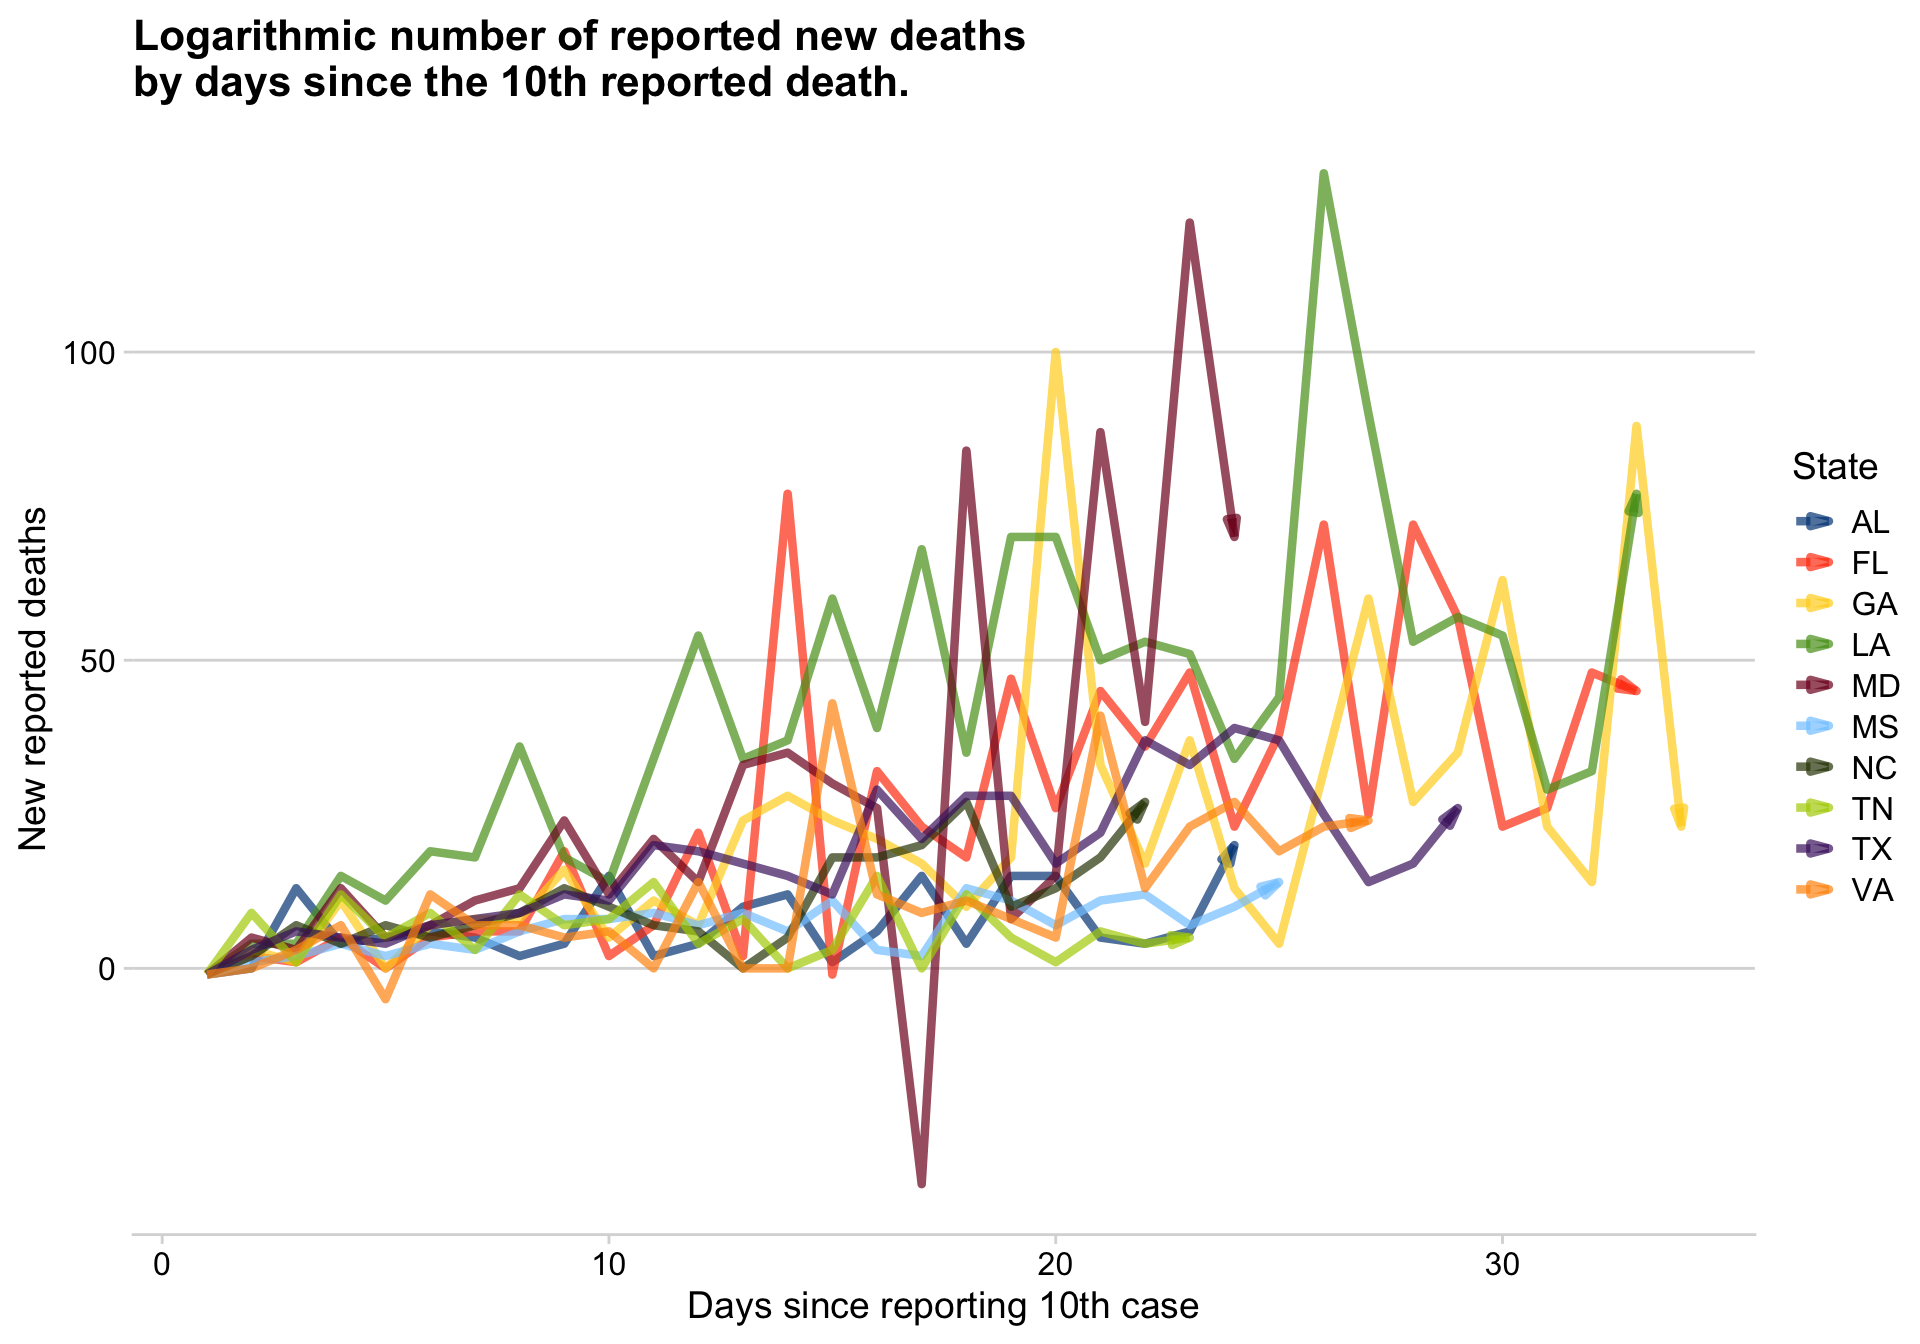 Logarithmic number of reported new deaths
by days since the 10th reported death.
New reported deaths
100
50
0
0
10
20
30
Days since reporting 10th case
State
AL
FL
GA
LA
MD
MS
NC
TN
TX
VA